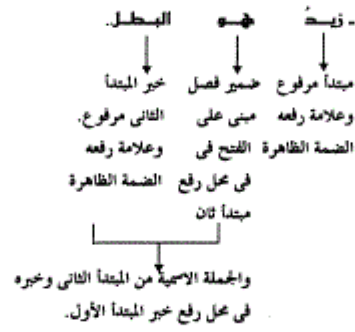 ـ زيدُ هو البطل.
مبتدأ مرفوع ضمير فصل خبر المبتدأ
وعلامة رفعه مبنى على الثانى مرفوع.
الضمة الظاهرة الفتح فى وعلامة رفعه
فى محل رفع الضمة الظاهرة
مبتدأ ثان
والجملة الاسمية من المبتدأ الثانى وخبره
فى محل رفع خبر المبتدأ الأول.